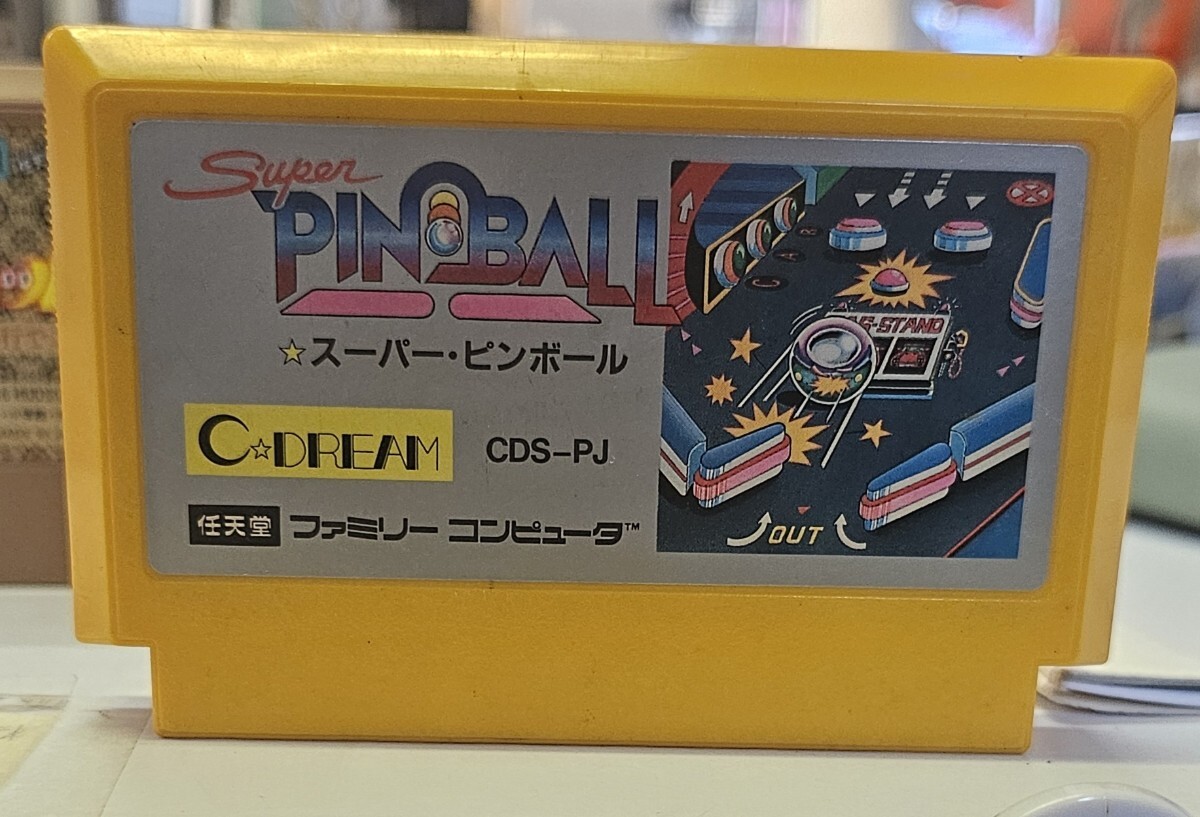 Super
PINBALL
☆スーパー・ピンボール
C☆DREAM
CDS-PJ
任天堂 ファミリー コンピュータ™
C A R
-STAND
OUT